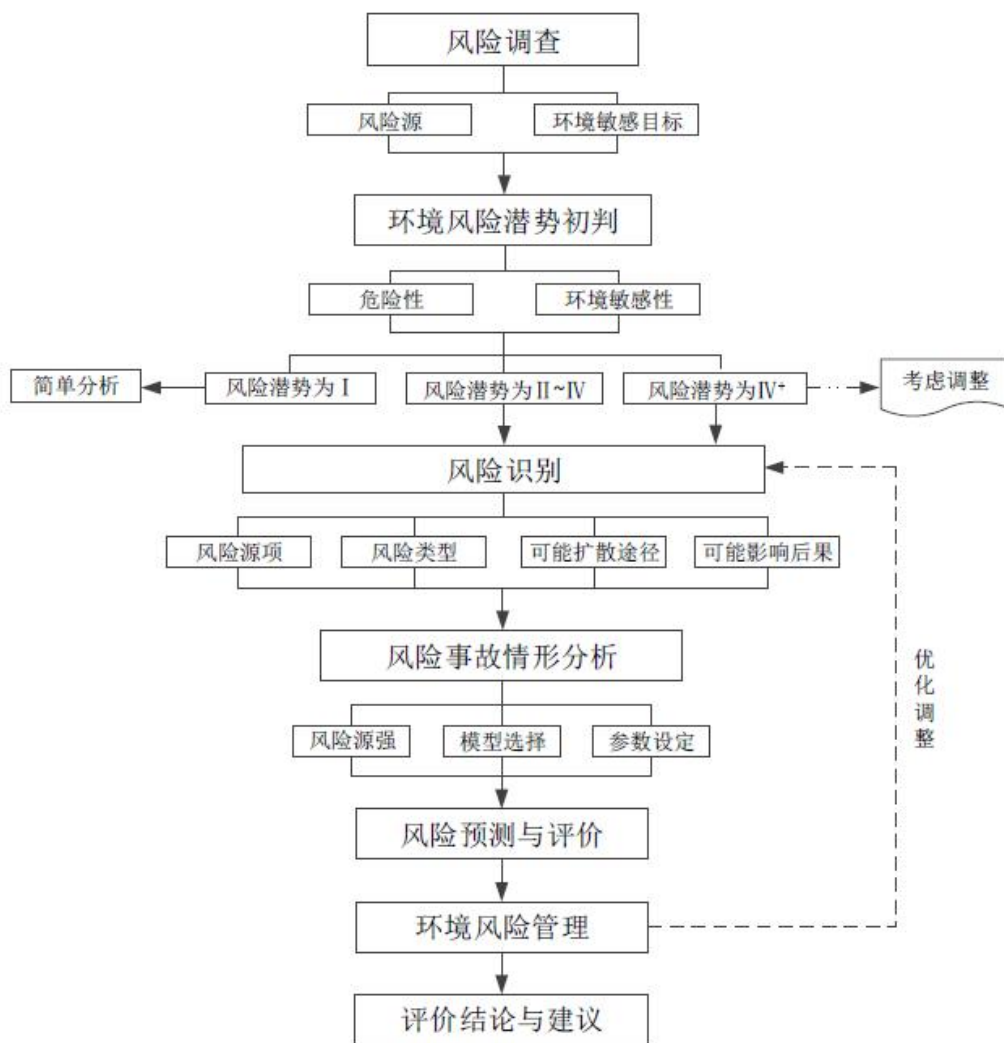 风险调查
风险源
环境敏感目标
环境风险潜势初判
危险性
环境敏感性
简单分析
风险潜势为Ⅰ
风险潜势为Ⅱ~Ⅳ
风险潜势为Ⅳ⁺
考虑调整
风险识别
风险源项
风险类型
可能扩散途径
可能影响后果
风险事故情形分析
优化调整
风险源强
模型选择
参数设定
风险预测与评价
环境风险管理
评价结论与建议